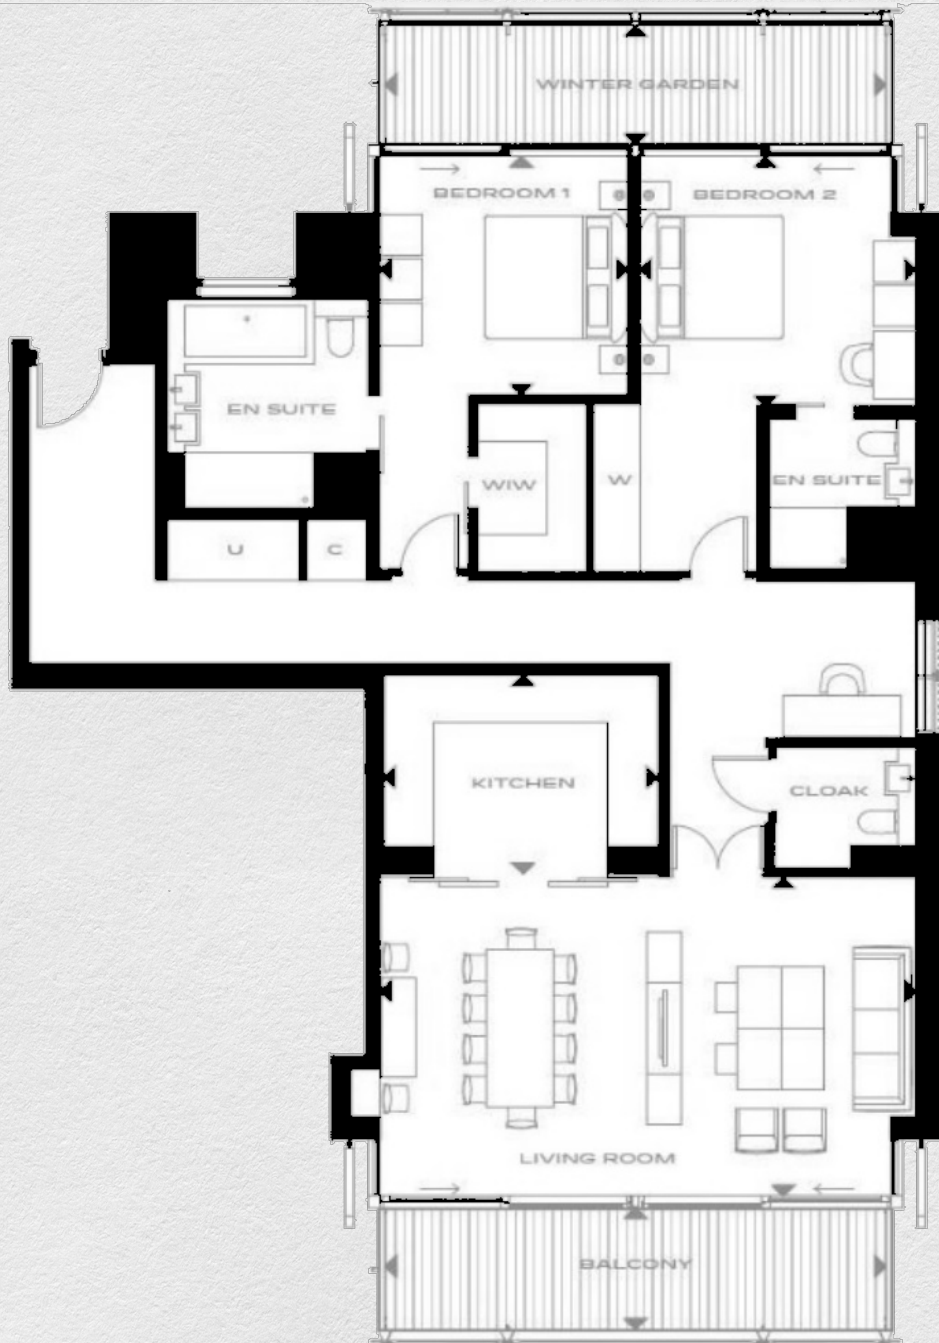 WINTER GARDEN
BEDROOM 1
BEDROOM 2
EN SUITE
WIW
W
EN SUITE
U
C
KITCHEN
CLOAK
LIVING ROOM
BALCONY